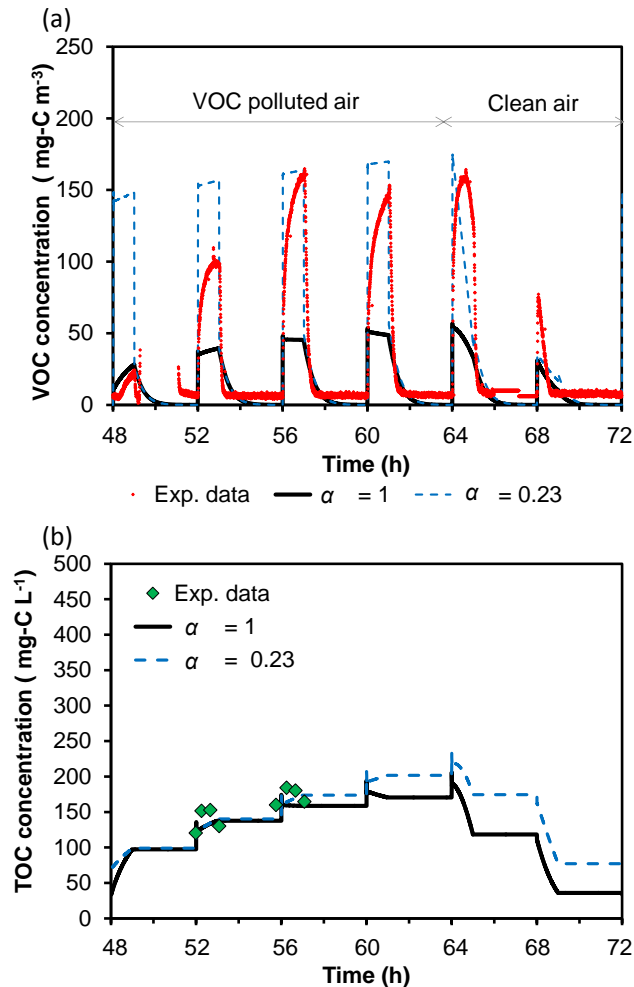 (a)
250
200
150
100
50
0
VOC concentration ( mg-C m⁻³)
VOC polluted air
Clean air
48 52 56 60 64 68 72
Time (h)
Exp. data α = 1 α = 0.23
(b)
500
450
400
350
300
250
200
150
100
50
0
TOC concentration ( mg-C L⁻¹)
Exp. data
α = 1
α = 0.23
48 52 56 60 64 68 72
Time (h)